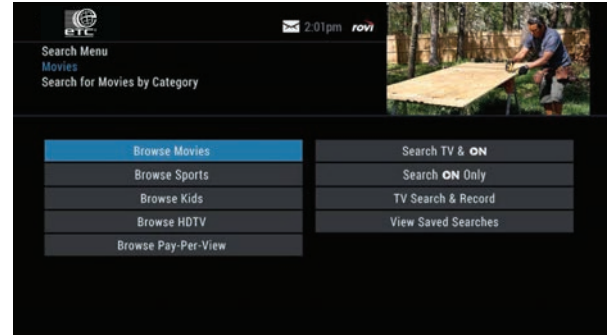 etc
2:01pm rovi
Search Menu
Movies
Search for Movies by Category
Browse Movies
Browse Sports
Browse Kids
Browse HDTV
Browse Pay-Per-View
Search TV & ON
Search ON Only
TV Search & Record
View Saved Searches